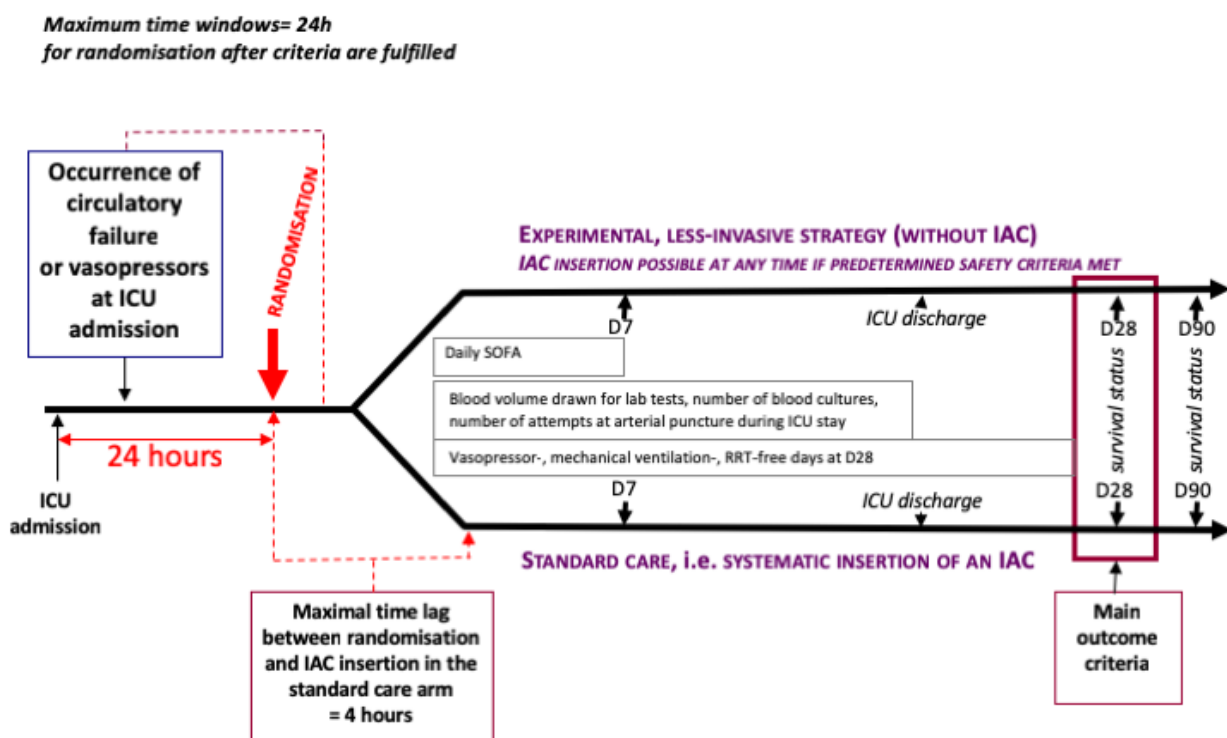 Maximum time windows= 24h
for randomisation after criteria are fulfilled
Occurrence of
circulatory
failure
or vasopressors
at ICU
admission
RANDOMISATION
24 hours
ICU
admission
EXPERIMENTAL, LESS-INVASIVE STRATEGY (WITHOUT IAC)
IAC INSERTION POSSIBLE AT ANY TIME IF PREDETERMINED SAFETY CRITERIA MET
D7
ICU discharge
D28
D90
survival status
survival status
Daily SOFA
Blood volume drawn for lab tests, number of blood cultures,
number of attempts at arterial puncture during ICU stay
Vasopressor-, mechanical ventilation-, RRT-free days at D28
D7
ICU discharge
D28
D90
STANDARD CARE, i.e. SYSTEMATIC INSERTION OF AN IAC
Maximal time lag
between randomisation
and IAC insertion in the
standard care arm
= 4 hours
Main
outcome
criteria